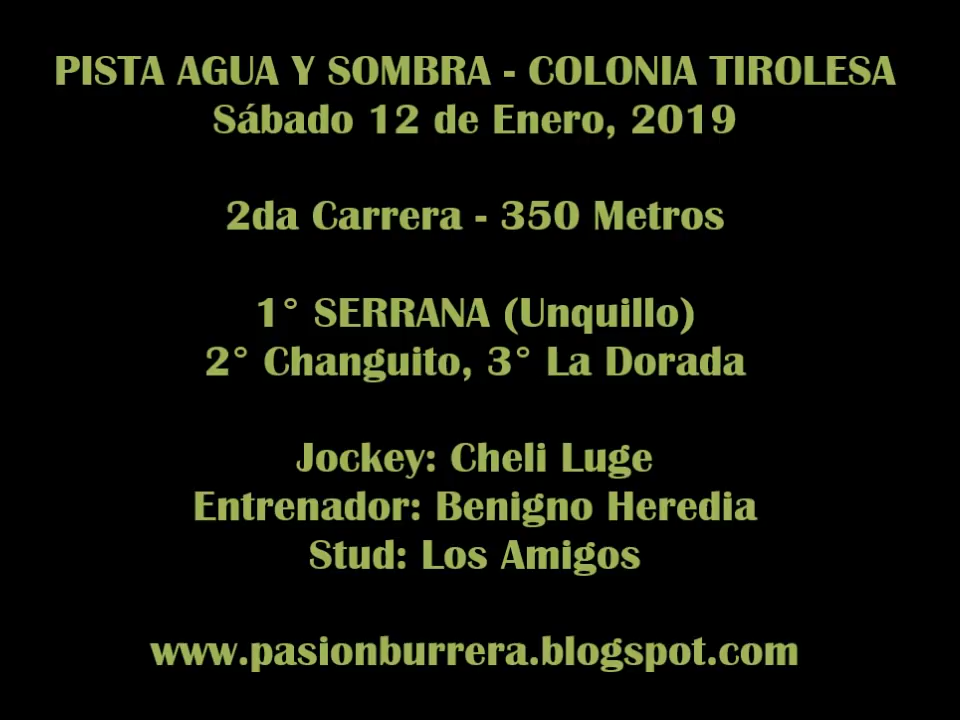 PISTA AGUA Y SOMBRA - COLONIA TIROLESA
Sábado 12 de Enero, 2019
2da Carrera - 350 Metros
1° SERRANA (Unquillo)
2° Changuito, 3° La Dorada
Jockey: Cheli Luge
Entrenador: Benigno Heredia
Stud: Los Amigos
www.pasionburrera.blogspot.com